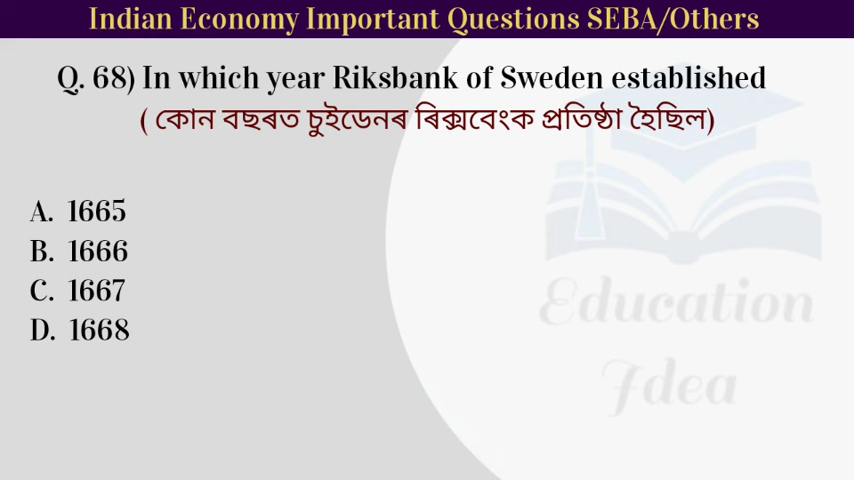 Indian Economy Important Questions SEBA/Others
Q. 68) In which year Riksbank of Sweden established
( কোন বছৰত চুইডেনৰ ৰিক্সবেংক প্ৰতিষ্ঠা হৈছিল)
A. 1665
B. 1666
C. 1667
D. 1668
Education
Idea